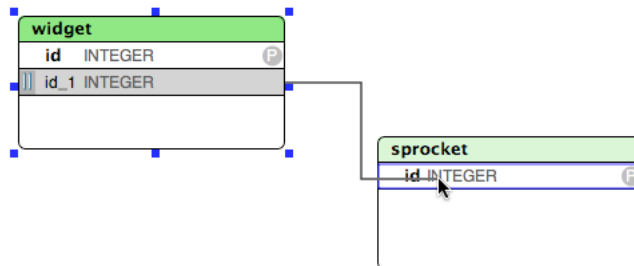 widget
id INTEGER P
id_1 INTEGER
sprocket
id INTEGER P